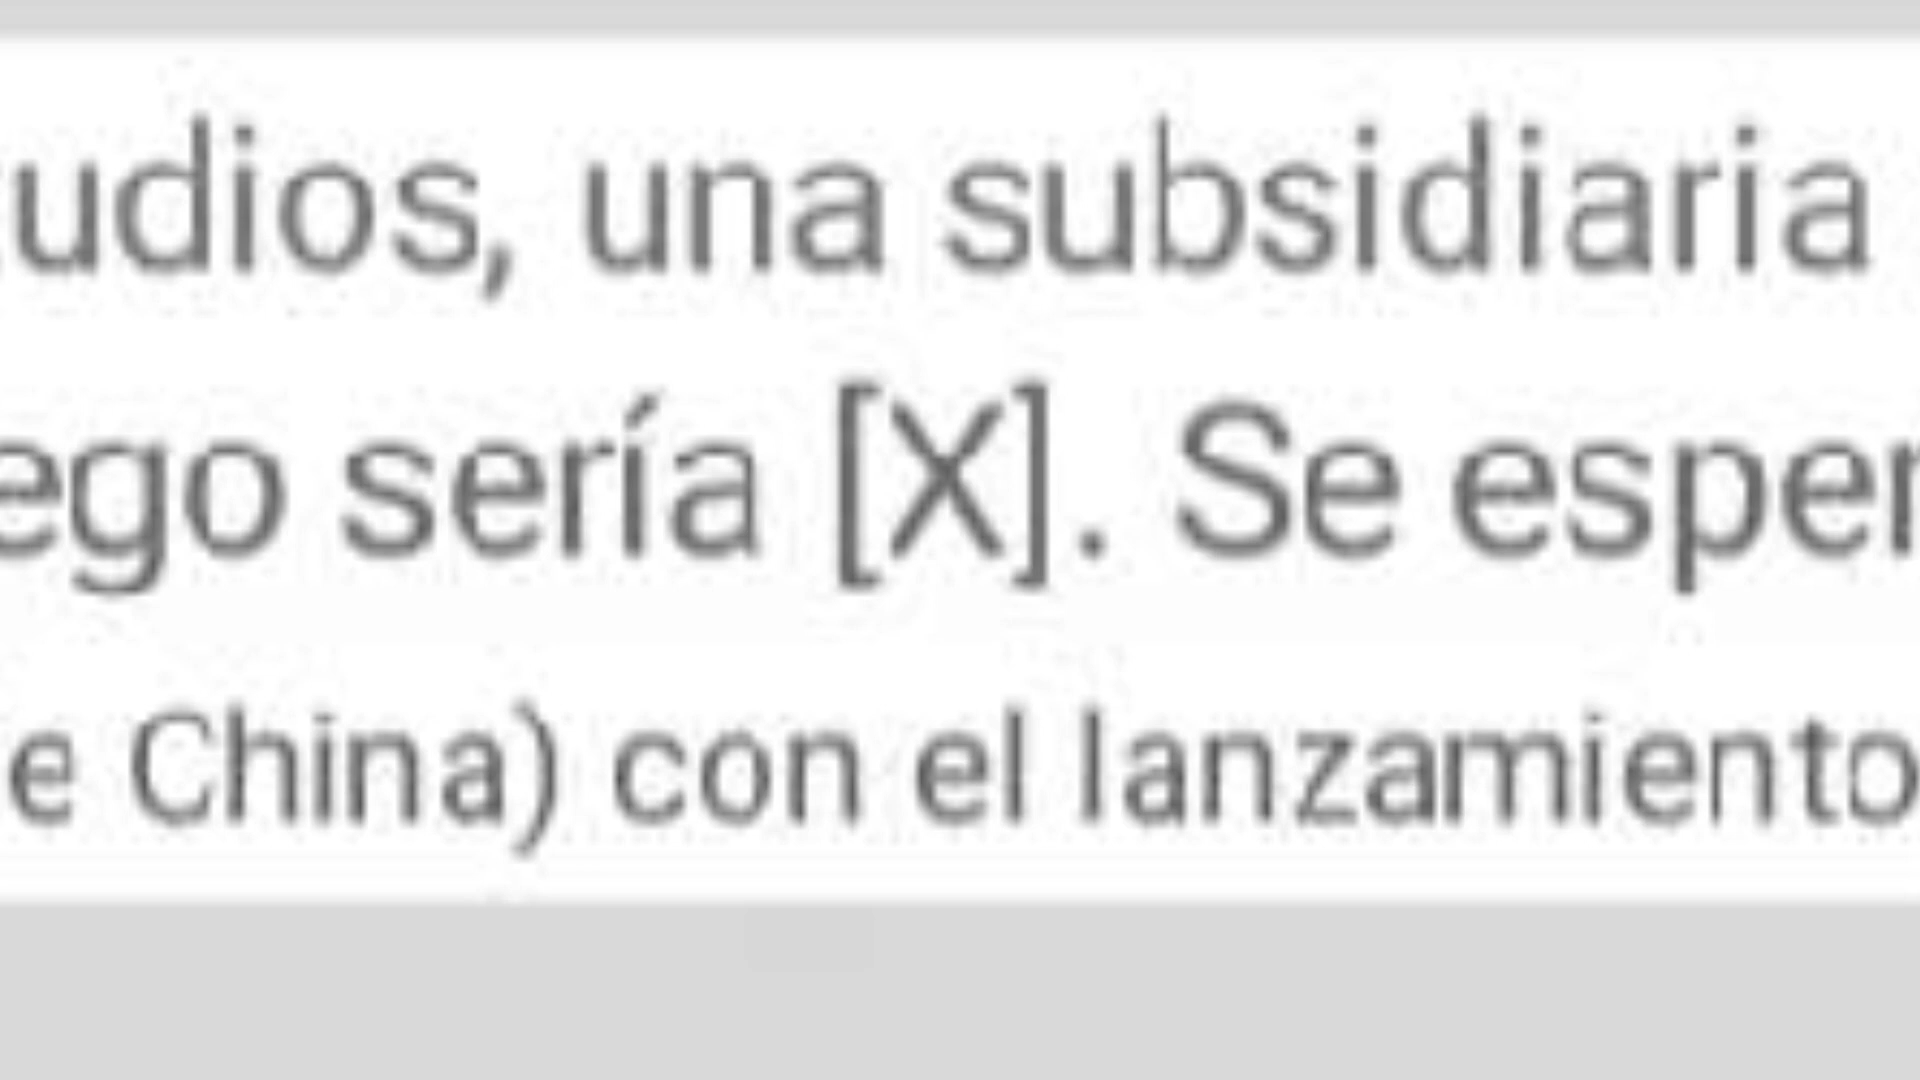 udios, una subsidiaria
ego sería [X]. Se esper
e China) con el lanzamiento